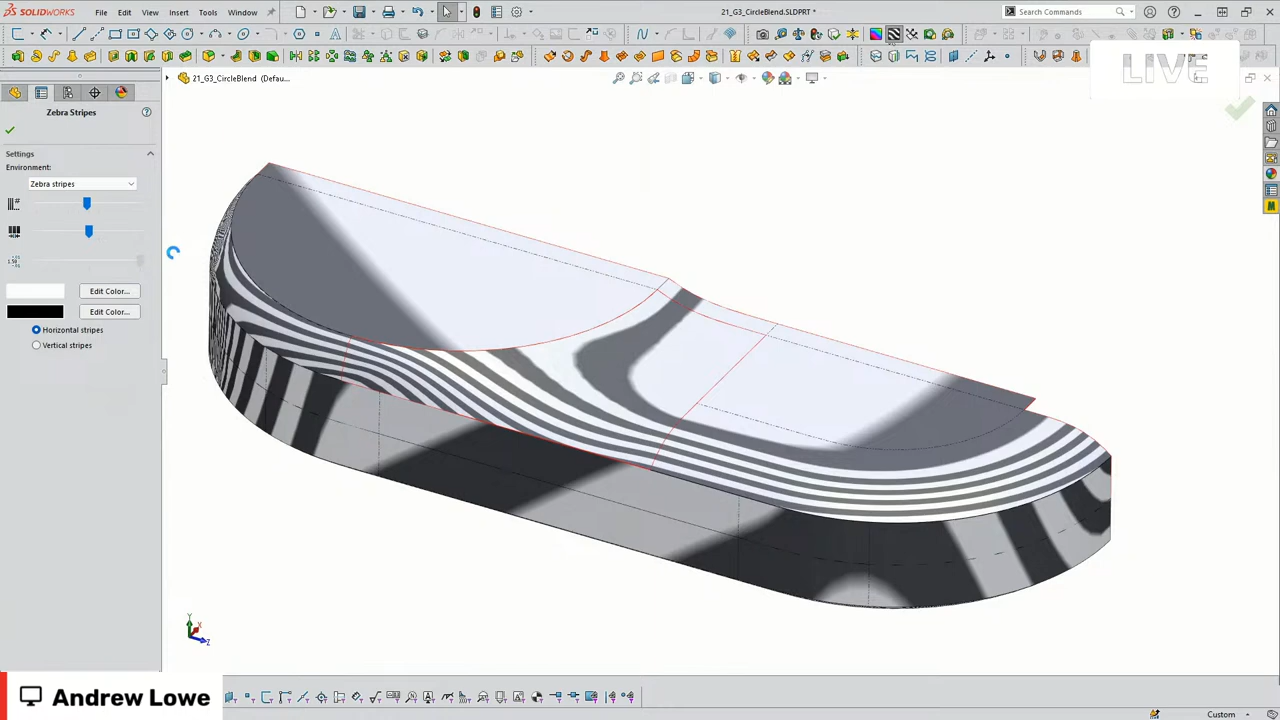 SOLIDWORKS File Edit View Insert Tools Window 21_G3_CircleBlend.SLDPRT * Search Commands
LIVE
21_G3_CircleBlend (Defau...
Zebra Stripes
Settings
Environment:
Zebra stripes
Edit Color...
Edit Color...
Horizontal stripes
Vertical stripes
Y
X
Z
Andrew Lowe
Custom